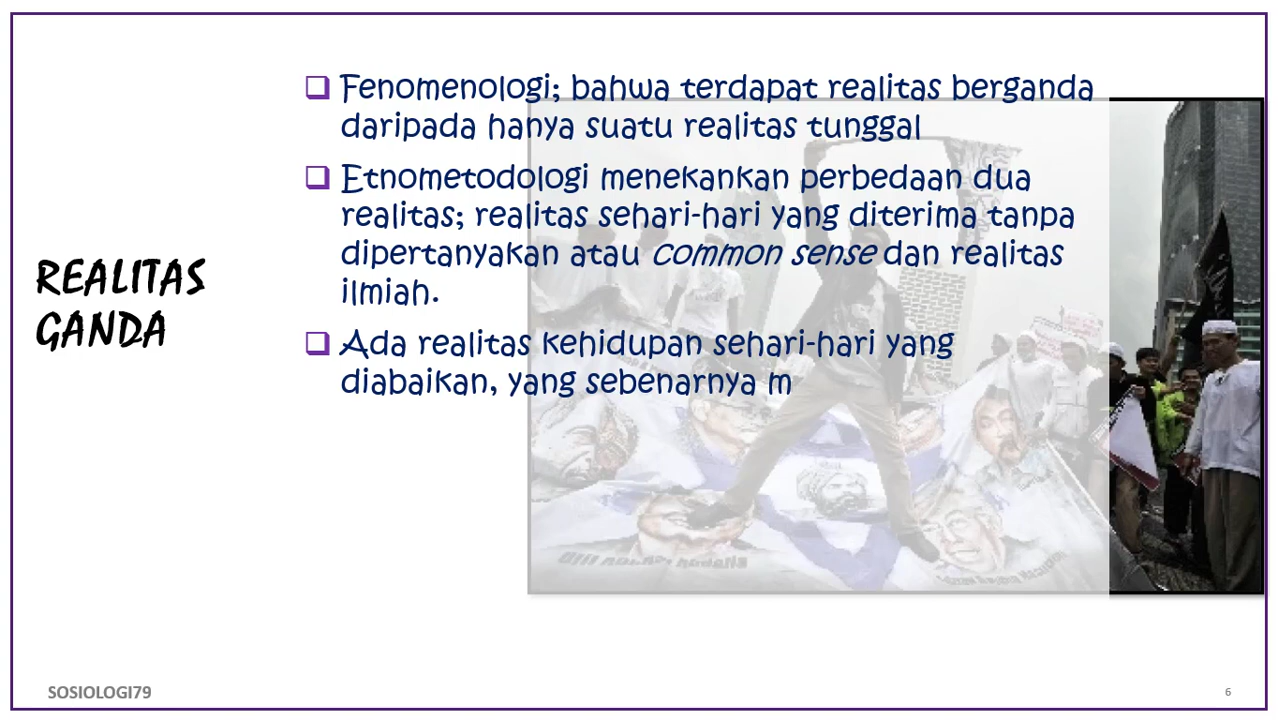 REALITAS
GANDA
Fenomenologi; bahwa terdapat realitas berganda
daripada hanya suatu realitas tunggal
Etnometodologi menekankan perbedaan dua
realitas; realitas sehari-hari yang diterima tanpa
dipertanyakan atau common sense dan realitas
ilmiah.
Ada realitas kehidupan sehari-hari yang
diabaikan, yang sebenarnya m
SOSIOLOGI79
6